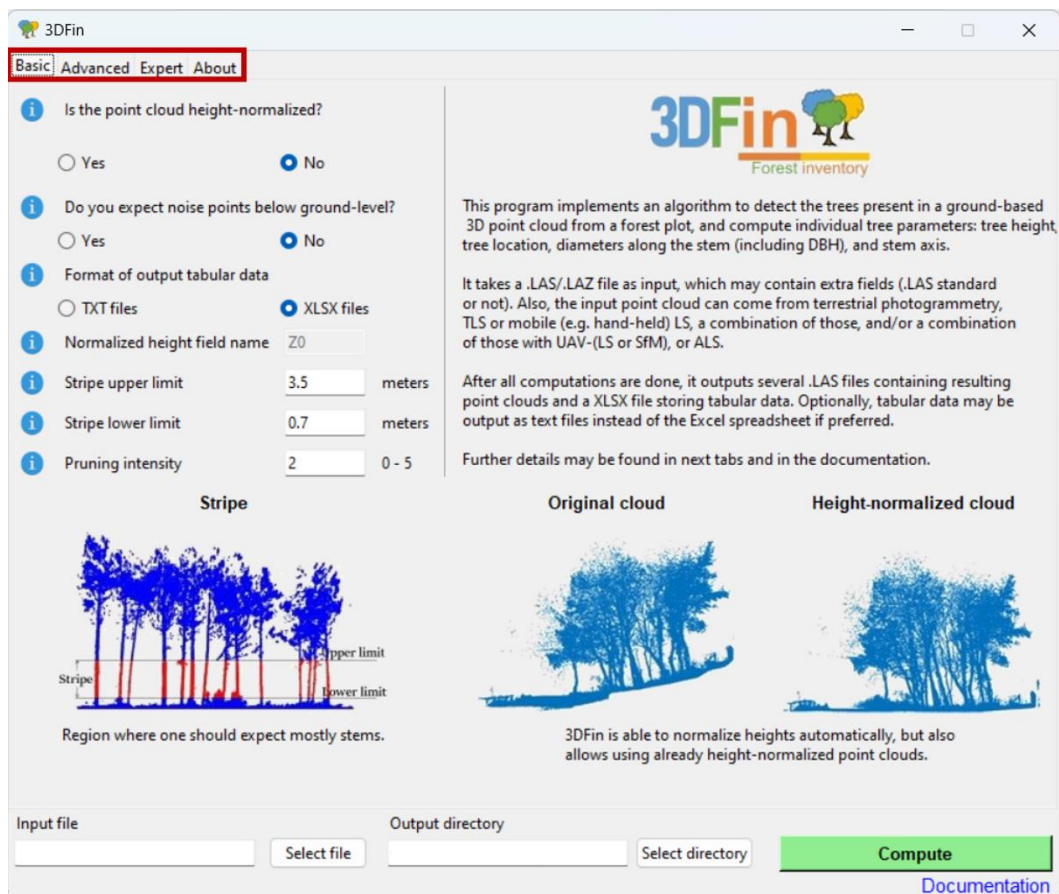 3DFin
Basic Advanced Expert About
Is the point cloud height-normalized?
Yes No
Do you expect noise points below ground-level?
Yes No
Format of output tabular data
TXT files XLSX files
Normalized height field name Z0
Stripe upper limit 3.5 meters
Stripe lower limit 0.7 meters
Pruning intensity 2 0 - 5
3DFin
Forest inventory
This program implements an algorithm to detect the trees present in a ground-based
3D point cloud from a forest plot, and compute individual tree parameters: tree height,
tree location, diameters along the stem (including DBH), and stem axis.
It takes a .LAS/.LAZ file as input, which may contain extra fields (.LAS standard
or not). Also, the input point cloud can come from terrestrial photogrammetry,
TLS or mobile (e.g. hand-held) LS, a combination of those, and/or a combination
of those with UAV-(LS or SfM), or ALS.
After all computations are done, it outputs several .LAS files containing resulting
point clouds and a XLSX file storing tabular data. Optionally, tabular data may be
output as text files instead of the Excel spreadsheet if preferred.
Further details may be found in next tabs and in the documentation.
Stripe
Upper limit
Stripe
Lower limit
Region where one should expect mostly stems.
Original cloud Height-normalized cloud
3DFin is able to normalize heights automatically, but also
allows using already height-normalized point clouds.
Input file
Select file
Output directory
Select directory
Compute
Documentation